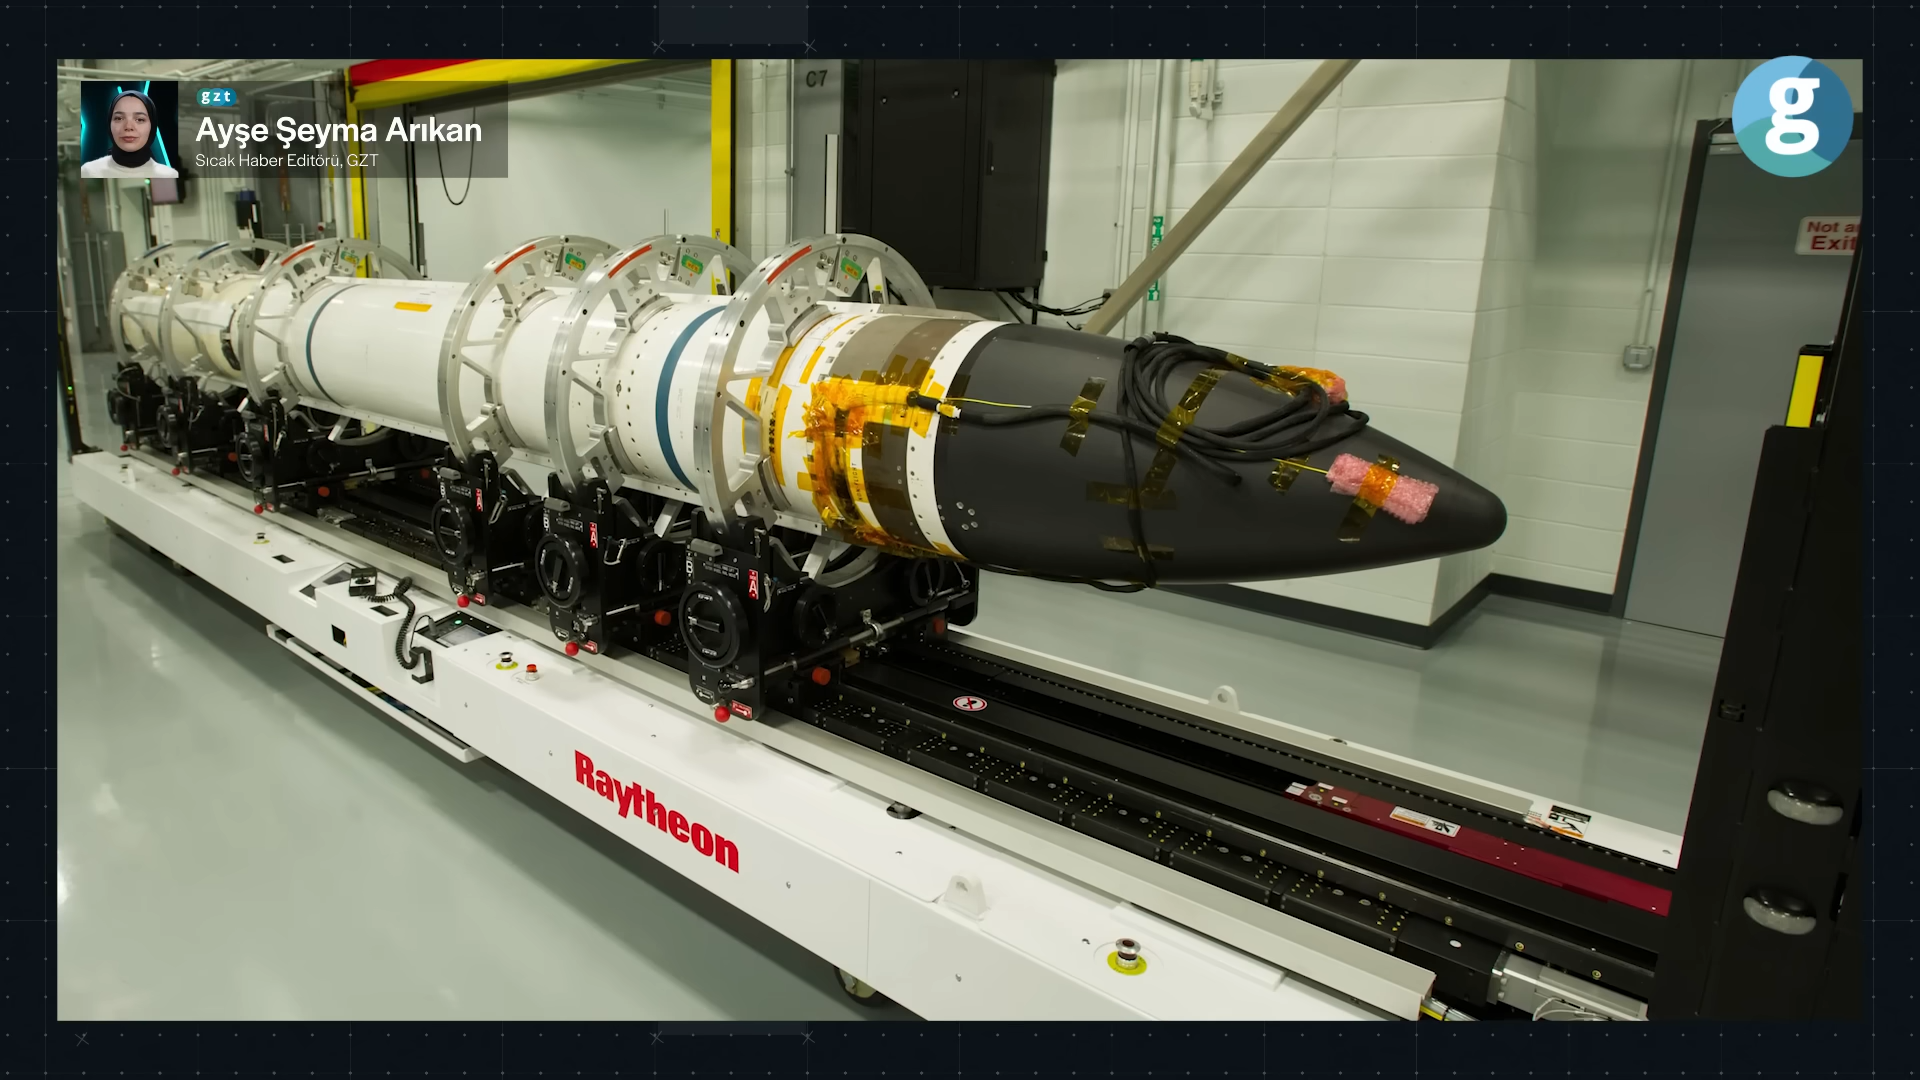 gzt
Ayşe Şeyma Arıkan
Sıcak Haber Editörü, GZT
g
C7
Not a
Exit
A
B
A
B
A
Raytheon